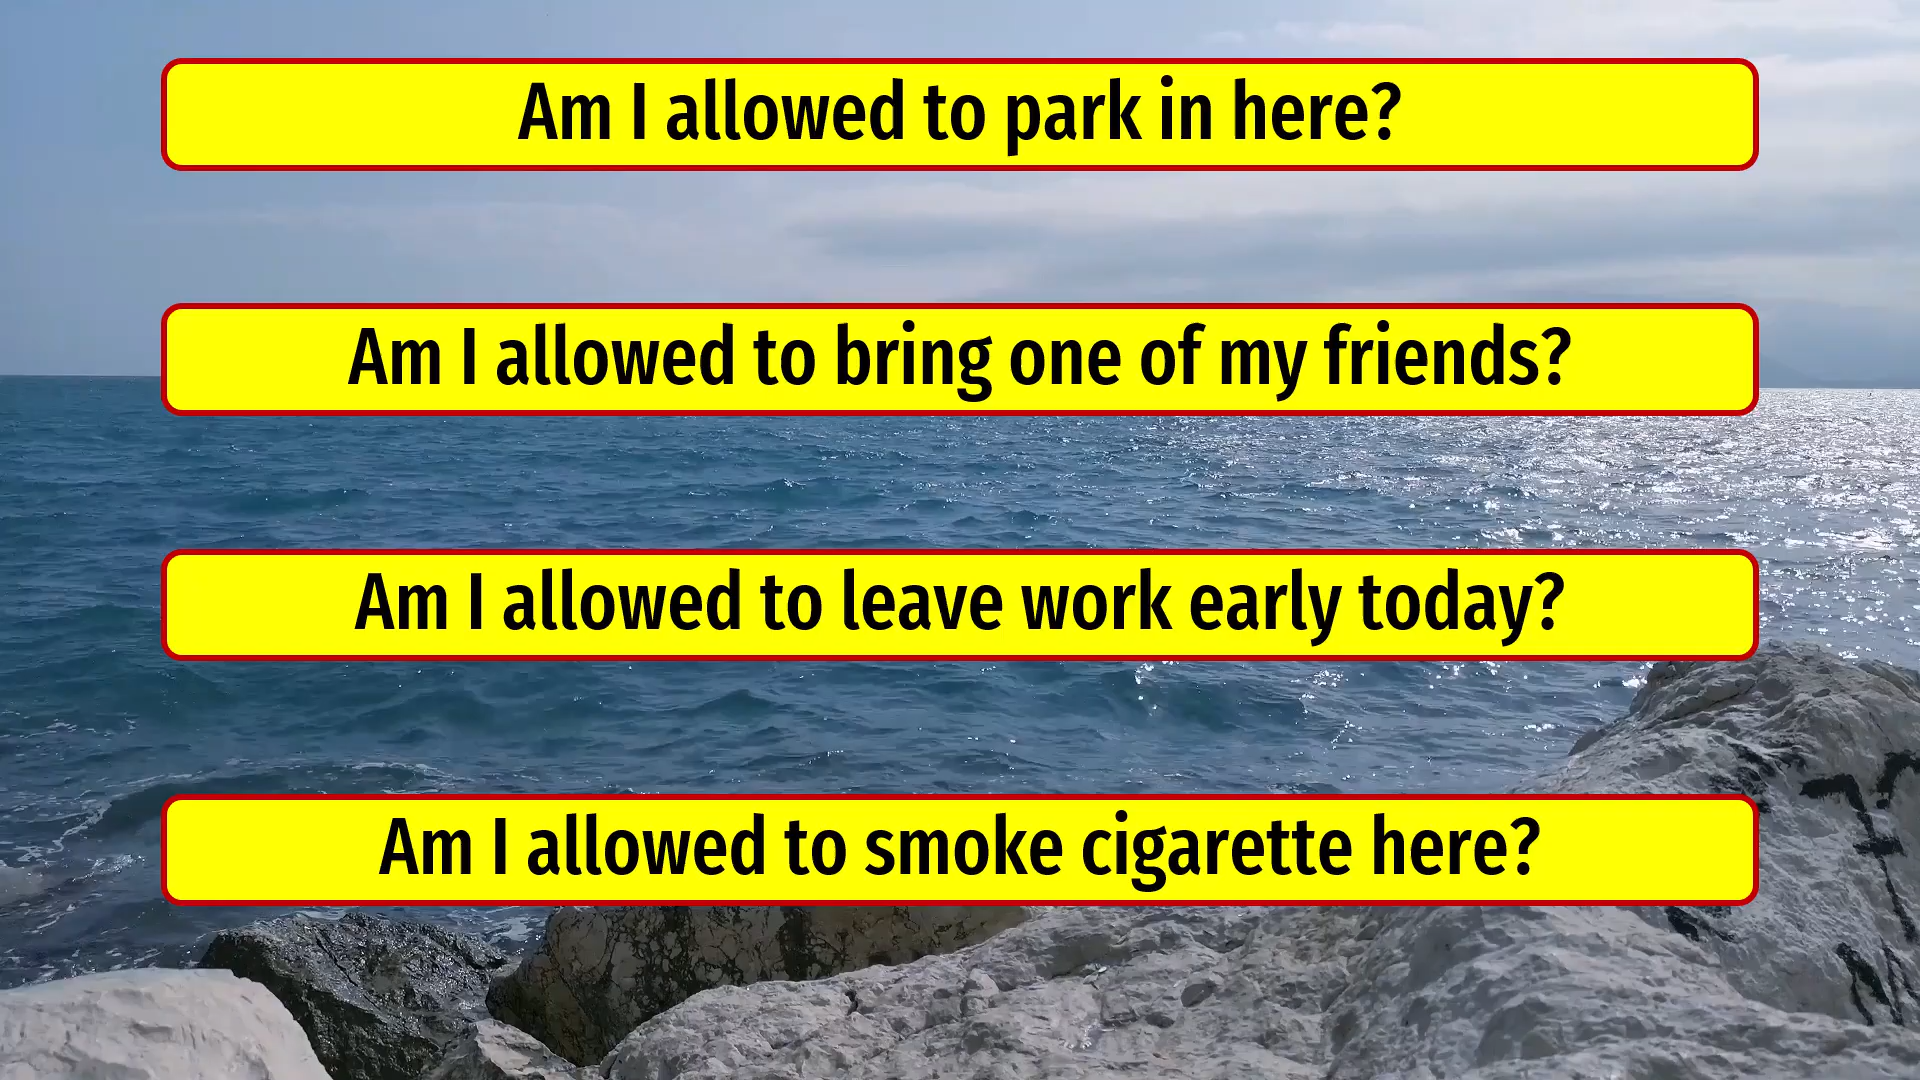 Am I allowed to park in here?
Am I allowed to bring one of my friends?
Am I allowed to leave work early today?
Am I allowed to smoke cigarette here?